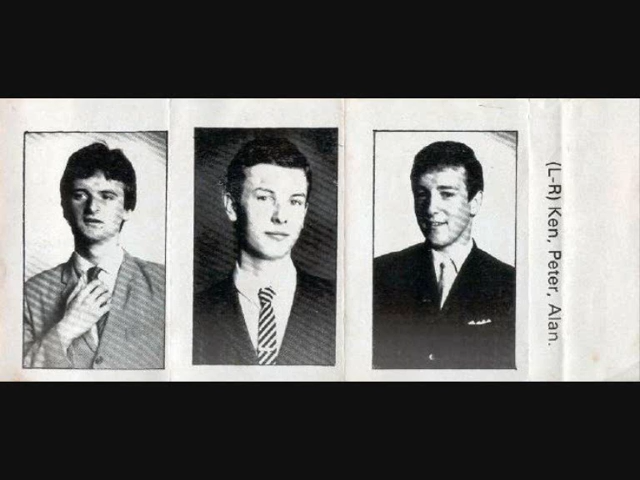 (L-R) Ken, Peter, Alan.